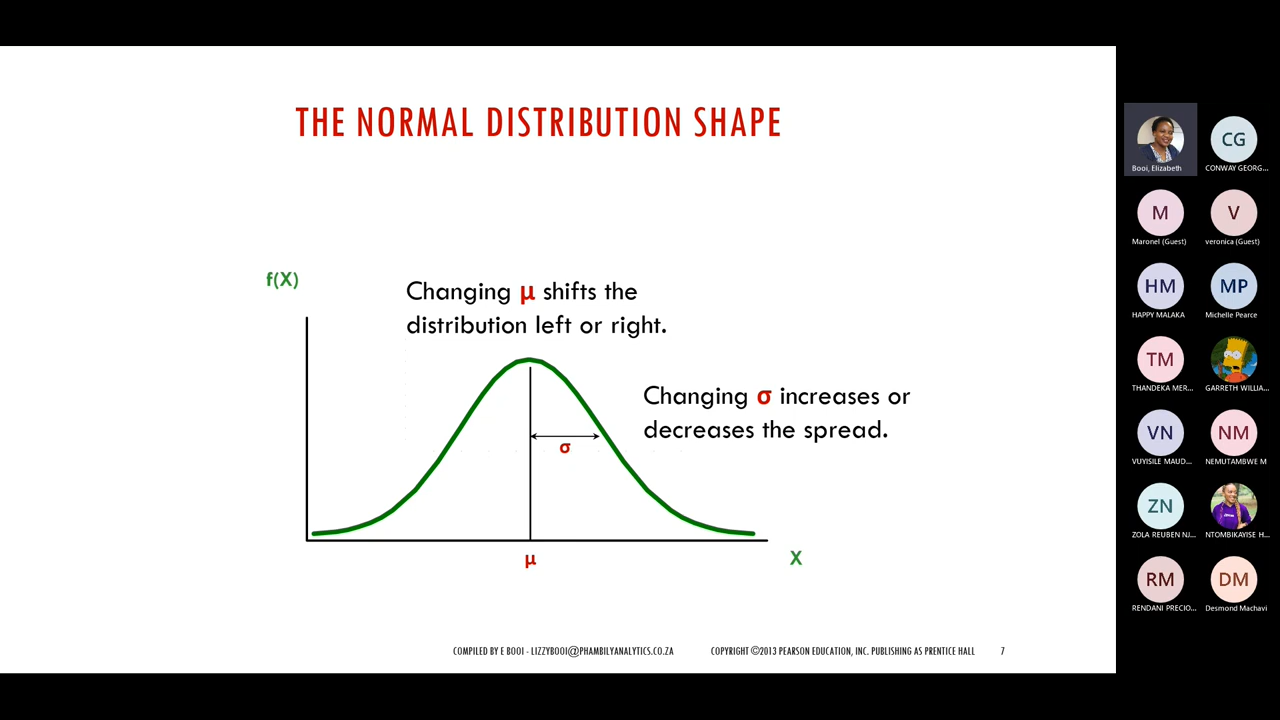 THE NORMAL DISTRIBUTION SHAPE
f(X)
Changing μ shifts the
distribution left or right.
Changing σ increases or
decreases the spread.
σ
μ
X
COMPILED BY E BOOI - LIZZYBOOI@PHAMBILYANALYTICS.CO.ZA
COPYRIGHT ©2013 PEARSON EDUCATION, INC. PUBLISHING AS PRENTICE HALL
7
Booi, Elizabeth
CG
CONWAY GEORG...
M
Maronel (Guest)
V
veronica (Guest)
HM
HAPPY MALAKA
MP
Michelle Pearce
TM
THANDEKA MER...
GARRETH WILLIA...
VN
VUYISILE MAUD...
NM
NEMUTAMBWE M
ZN
ZOLA REUBEN NJ...
NTOMBIKAYISE H...
RM
RENDANI PRECIO...
DM
Desmond Machavi